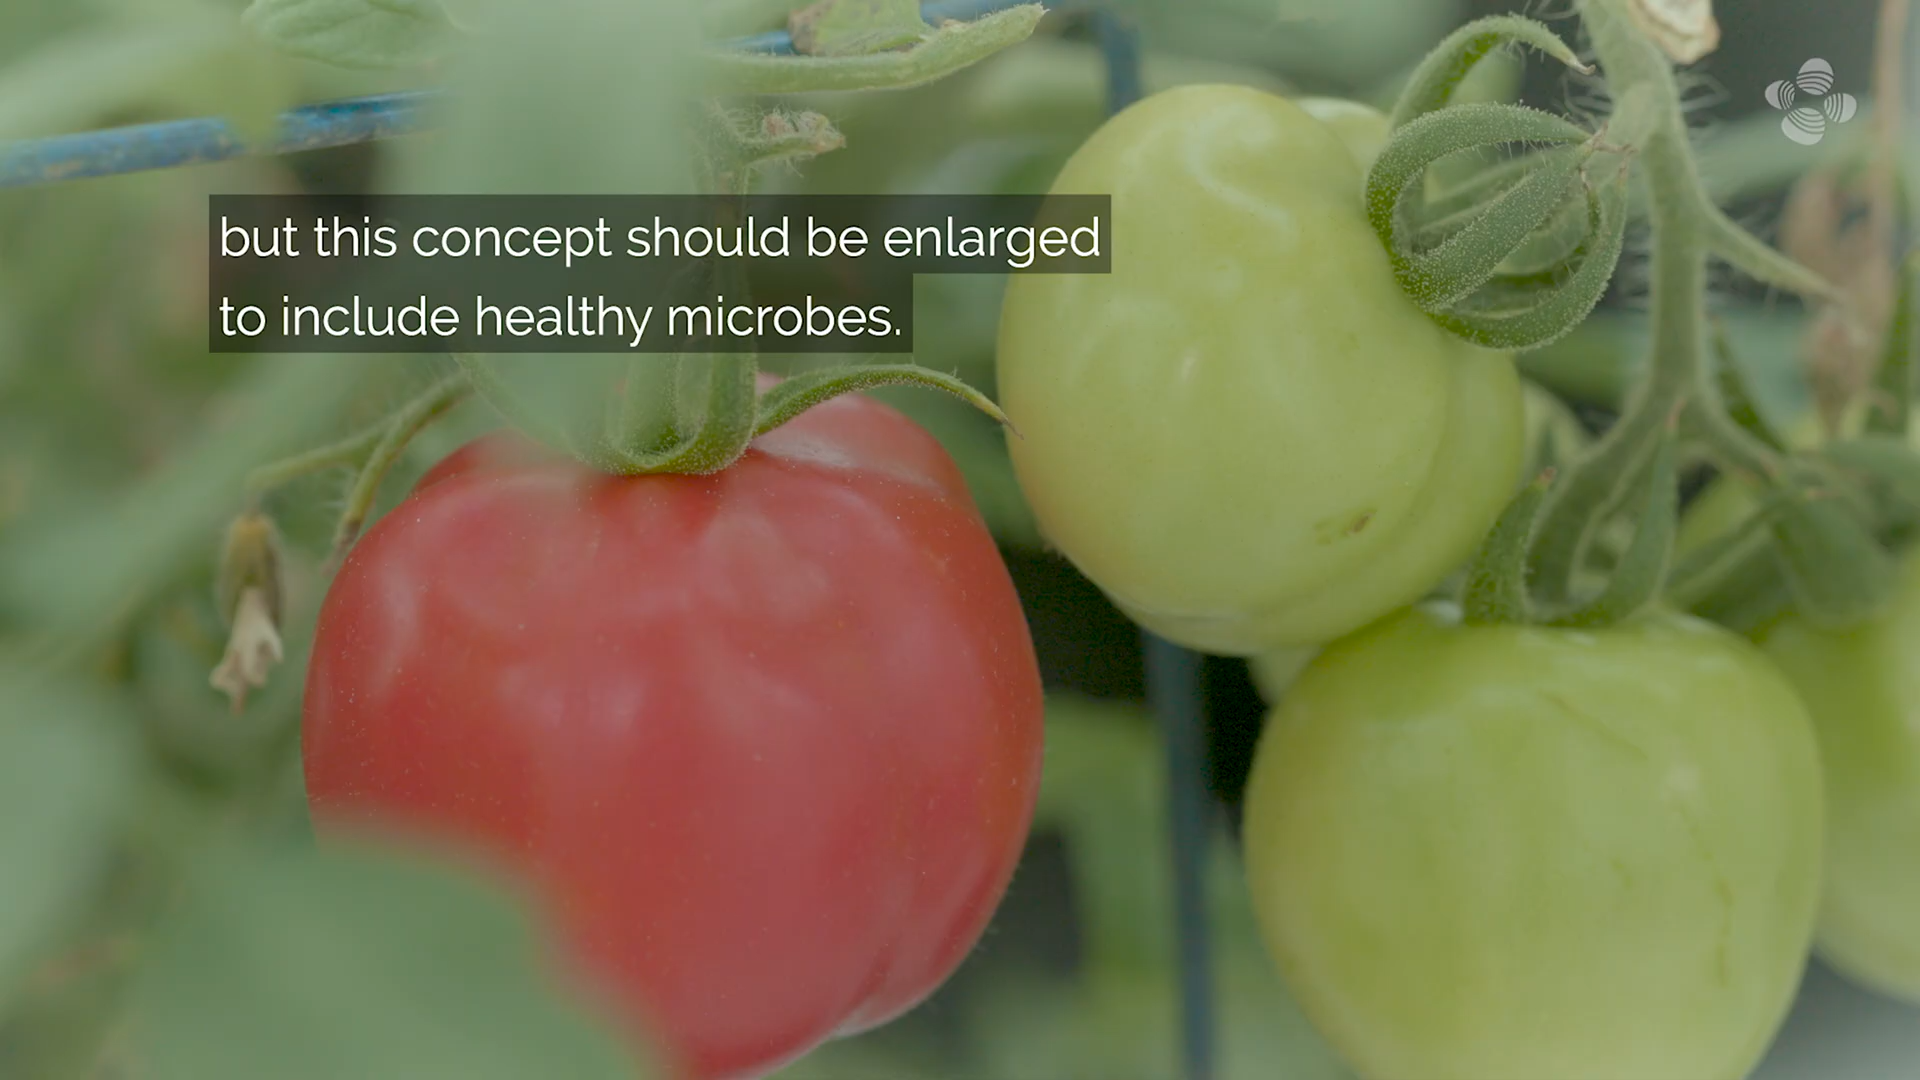 but this concept should be enlarged
to include healthy microbes.